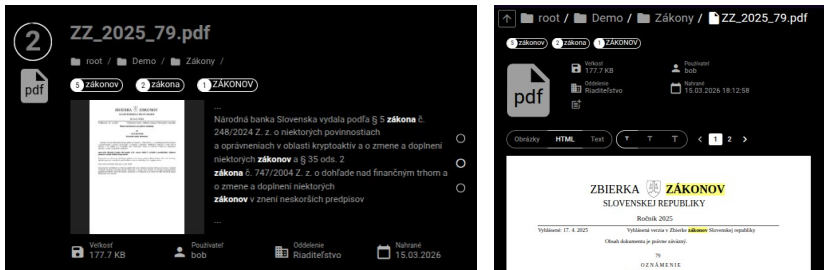 2
ZZ_2025_79.pdf
root / Demo / Zákony /
pdf
5 zákonov
2 zákona
1 ZÁKONOV
ZBIERKA ZÁKONOV
...
Národná banka Slovenska vydala podľa § 5 zákona č.
248/2024 Z. z. o niektorých povinnostiach
a oprávneniach v oblasti kryptoaktív a o zmene a doplnení
niektorých zákonov a § 35 ods. 2
zákona č. 747/2004 Z. z. o dohľade nad finančným trhom a
o zmene a doplnení niektorých
zákonov v znení neskorších predpisov
...
Veľkosť
177.7 KB
Používateľ
bob
Oddelenie
Riaditeľstvo
Nahrané
15.03.2026
root / Demo / Zákony / ZZ_2025_79.pdf
5 zákonov
2 zákona
1 ZÁKONOV
pdf
Veľkosť
177.7 KB
Používateľ
bob
Oddelenie
Riaditeľstvo
Nahrané
15.03.2026 18:12:58
Obrázky HTML Text T T T < 1 2 >
ZBIERKA ZÁKONOV
SLOVENSKEJ REPUBLIKY
Ročník 2025
Vyhlásené: 17. 4. 2025 Vyhlásená verzia v Zbierke zákonov Slovenskej republiky
Obsah dokumentu je právne záväzný.
79
OZNÁMENIE